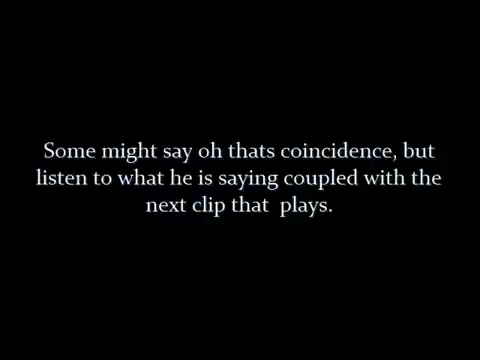 Some might say oh thats coincidence, but
listen to what he is saying coupled with the
next clip that  plays.